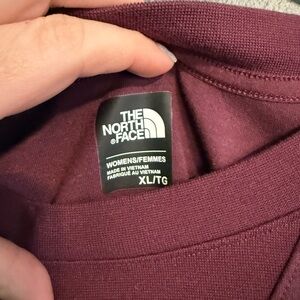 THE
NORTH
FACE
WOMENS/FEMMES
MADE IN VIETNAM
FABRIQUÉ AU VIETNAM
XL/TG